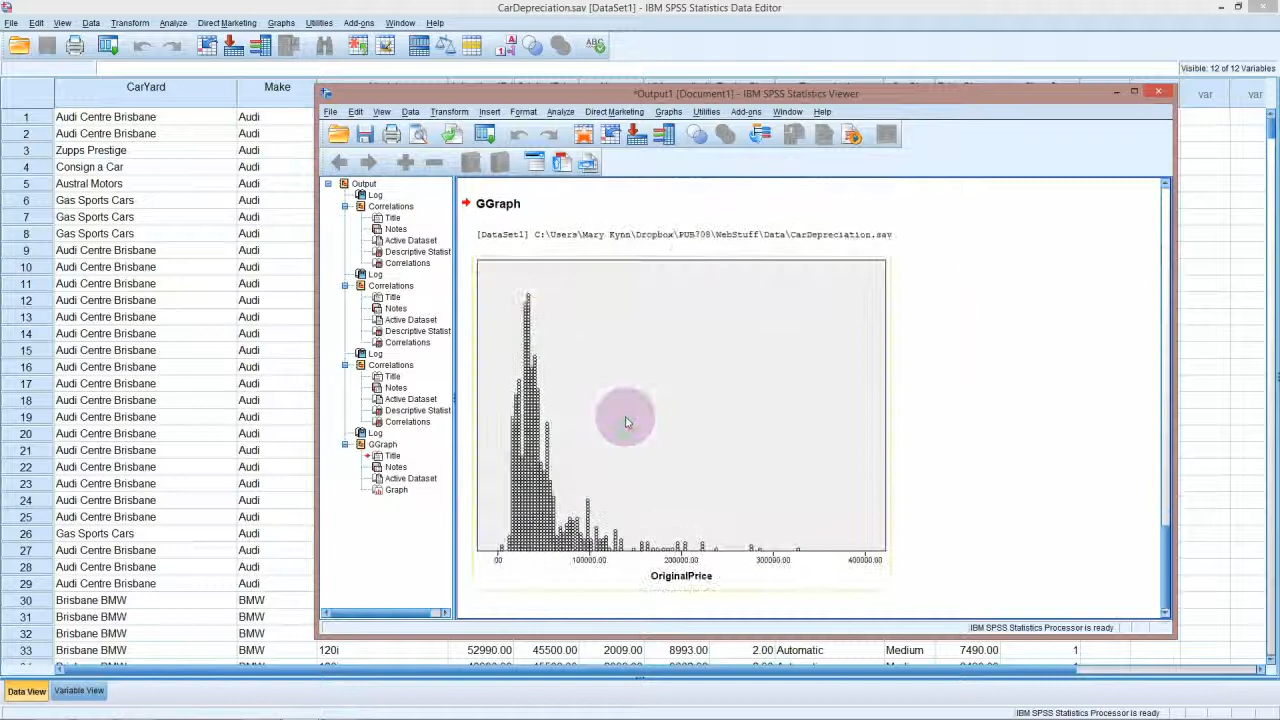 CarDepreciation.sav [DataSet1] - IBM SPSS Statistics Data Editor
File Edit View Data Transform Analyze Direct Marketing Graphs Utilities Add-ons Window Help
Visible: 12 of 12 Variables
CarYard Make var var
1 Audi Centre Brisbane Audi
2 Audi Centre Brisbane Audi
3 Zupps Prestige Audi
4 Consign a Car Audi
5 Austral Motors Audi
6 Gas Sports Cars Audi
7 Gas Sports Cars Audi
8 Gas Sports Cars Audi
9 Audi Centre Brisbane Audi
10 Audi Centre Brisbane Audi
11 Audi Centre Brisbane Audi
12 Audi Centre Brisbane Audi
13 Audi Centre Brisbane Audi
14 Audi Centre Brisbane Audi
15 Audi Centre Brisbane Audi
16 Audi Centre Brisbane Audi
17 Audi Centre Brisbane Audi
18 Audi Centre Brisbane Audi
19 Audi Centre Brisbane Audi
20 Audi Centre Brisbane Audi
21 Audi Centre Brisbane Audi
22 Audi Centre Brisbane Audi
23 Audi Centre Brisbane Audi
24 Audi Centre Brisbane Audi
25 Audi Centre Brisbane Audi
26 Gas Sports Cars Audi
27 Audi Centre Brisbane Audi
28 Audi Centre Brisbane Audi
29 Audi Centre Brisbane Audi
30 Brisbane BMW BMW
31 Brisbane BMW BMW
32 Brisbane BMW BMW
33 Brisbane BMW BMW 120i 52990.00 45500.00 2009.00 8993.00 2.00 Automatic Medium 7490.00 1
*Output1 [Document1] - IBM SPSS Statistics Viewer
File Edit View Data Transform Insert Format Analyze Direct Marketing Graphs Utilities Add-ons Window Help
Output
Log
Correlations
Title
Notes
Active Dataset
Descriptive Statist
Correlations
Log
Correlations
Title
Notes
Active Dataset
Descriptive Statist
Correlations
Log
Correlations
Title
Notes
Active Dataset
Descriptive Statist
Correlations
Log
GGraph
Title
Notes
Active Dataset
Graph
GGraph
[DataSet1] C:\Users\Mary Kynn\Dropbox\PUB708\WebStuff\Data\CarDepreciation.sav
.00 100000.00 200000.00 300000.00 400000.00
OriginalPrice
IBM SPSS Statistics Processor is ready
Data View Variable View
IBM SPSS Statistics Processor is ready